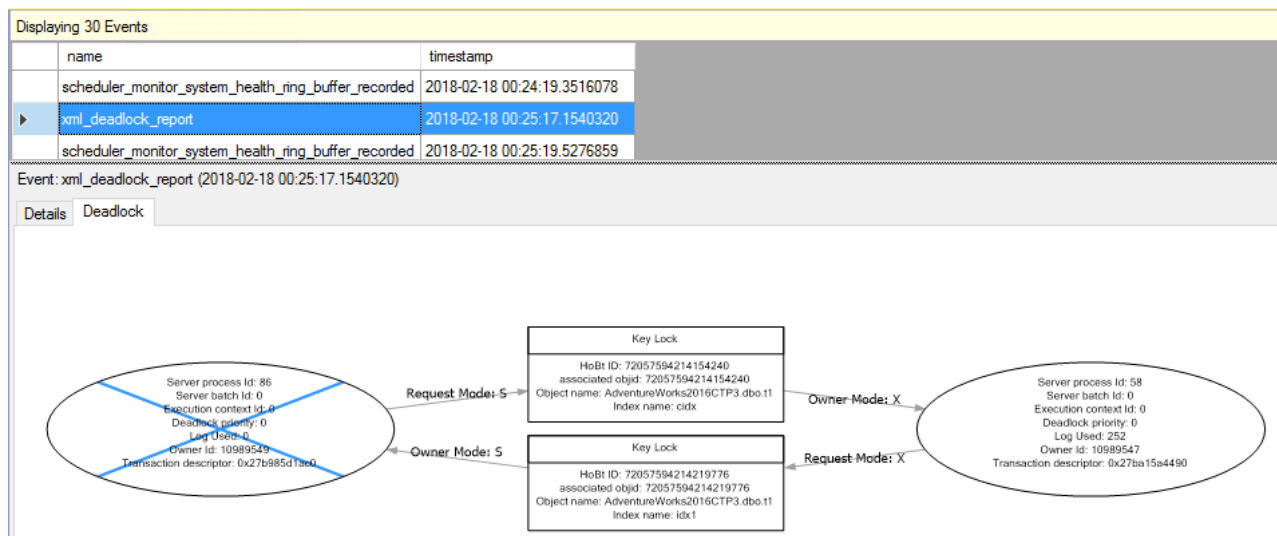 Displaying 30 Events
name timestamp
scheduler_monitor_system_health_ring_buffer_recorded 2018-02-18 00:24:19.3516078
xml_deadlock_report 2018-02-18 00:25:17.1540320
scheduler_monitor_system_health_ring_buffer_recorded 2018-02-18 00:25:19.5276859
Event: xml_deadlock_report (2018-02-18 00:25:17.1540320)
Details Deadlock
Server process Id: 86
Server batch Id: 0
Execution context Id: 0
Deadlock priority: 0
Log Used: 0
Owner Id: 10989549
Transaction descriptor: 0x27b985d1ac0
Request Mode: S
Owner Mode: S
Key Lock
HoBt ID: 72057594214154240
associated objid: 72057594214154240
Object name: AdventureWorks2016CTP3.dbo.t1
Index name: cidx
Key Lock
HoBt ID: 72057594214219776
associated objid: 72057594214219776
Object name: AdventureWorks2016CTP3.dbo.t1
Index name: idx1
Owner Mode: X
Request Mode: X
Server process Id: 58
Server batch Id: 0
Execution context Id: 0
Deadlock priority: 0
Log Used: 252
Owner Id: 10989547
Transaction descriptor: 0x27ba15a4490